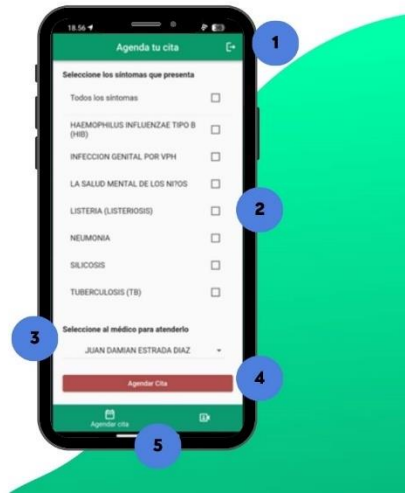 18.56
Agenda tu cita
1
Seleccione los síntomas que presenta
Todos los síntomas
HAEMOPHILUS INFLUENZAE TIPO B
(HIB)
INFECCION GENITAL POR VPH
LA SALUD MENTAL DE LOS NI?OS
2
LISTERIA (LISTERIOSIS)
NEUMONIA
SILICOSIS
TUBERCULOSIS (TB)
Seleccione al médico para atenderlo
3
JUAN DAMIAN ESTRADA DIAZ
4
Agendar Cita
Agendar cita
5